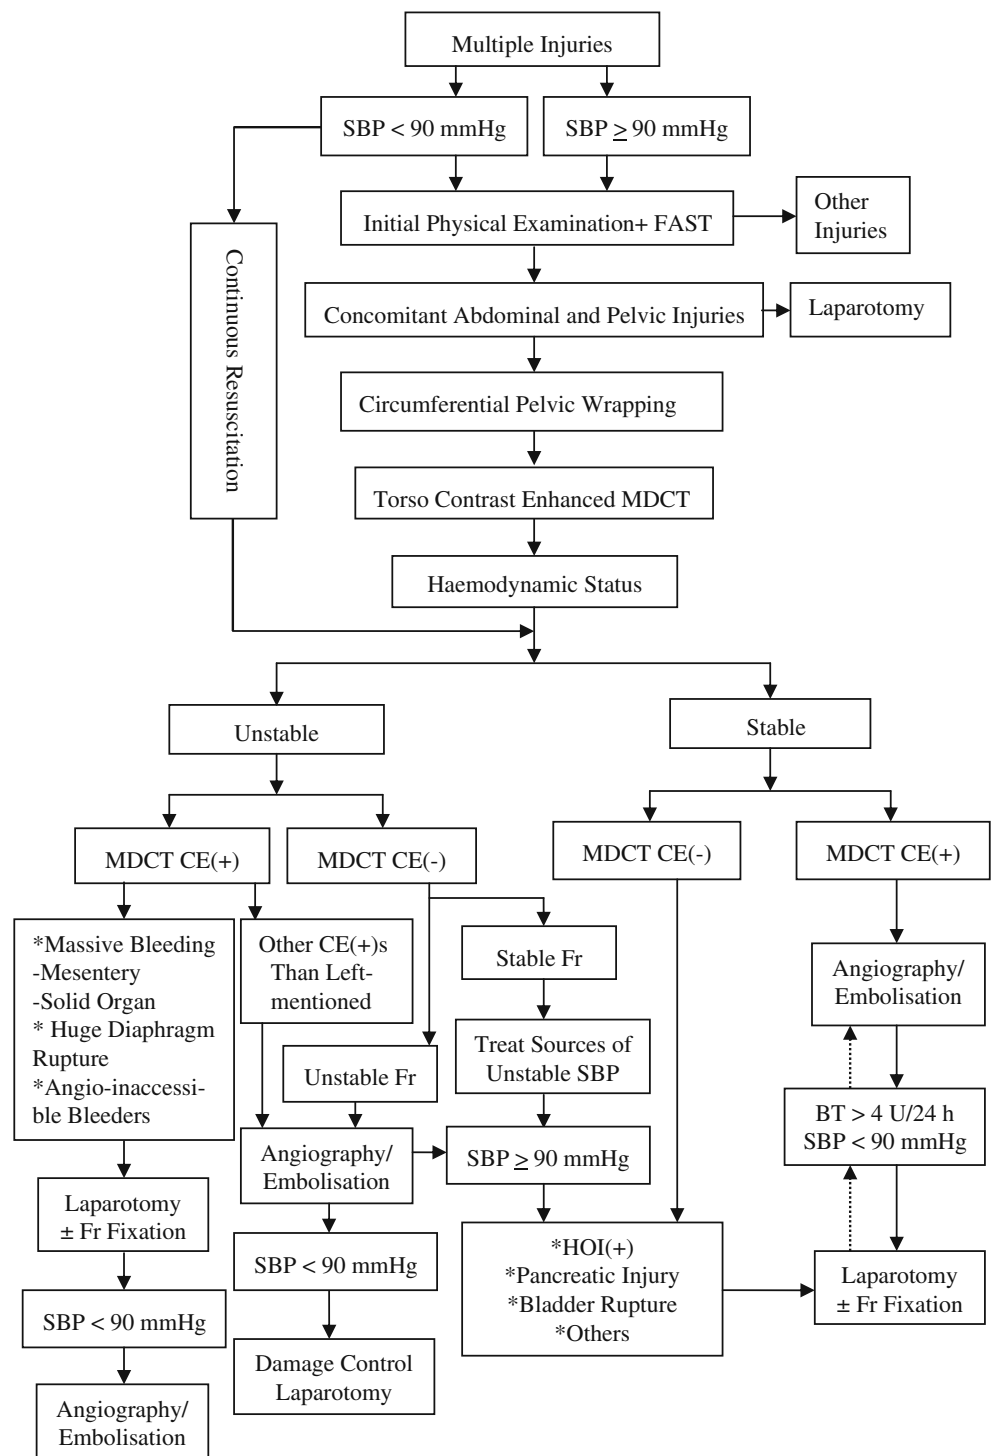 Multiple Injuries
SBP < 90 mmHg
SBP ≥ 90 mmHg
Initial Physical Examination+ FAST
Other
Injuries
Continuous Resuscitation
Concomitant Abdominal and Pelvic Injuries
Laparotomy
Circumferential Pelvic Wrapping
Torso Contrast Enhanced MDCT
Haemodynamic Status
Unstable
Stable
MDCT CE(+)
MDCT CE(-)
MDCT CE(-)
MDCT CE(+)
*Massive Bleeding
-Mesentery
-Solid Organ
* Huge Diaphragm
Rupture
*Angio-inaccessi-
ble Bleeders
Other CE(+)s
Than Left-
mentioned
Stable Fr
Angiography/
Embolisation
Treat Sources of
Unstable SBP
Unstable Fr
BT > 4 U/24 h
SBP < 90 mmHg
Angiography/
Embolisation
SBP ≥ 90 mmHg
Laparotomy
± Fr Fixation
SBP < 90 mmHg
*HOI(+)
*Pancreatic Injury
*Bladder Rupture
*Others
Laparotomy
± Fr Fixation
SBP < 90 mmHg
Damage Control
Laparotomy
Angiography/
Embolisation